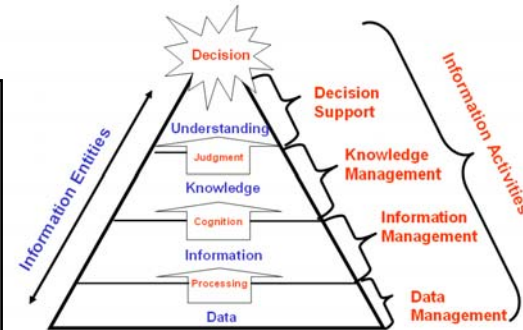 Decision
Understanding
Judgment
Knowledge
Cognition
Information
Processing
Data
Information Entities
Decision
Support
Knowledge
Management
Information
Management
Data
Management
Information Activities